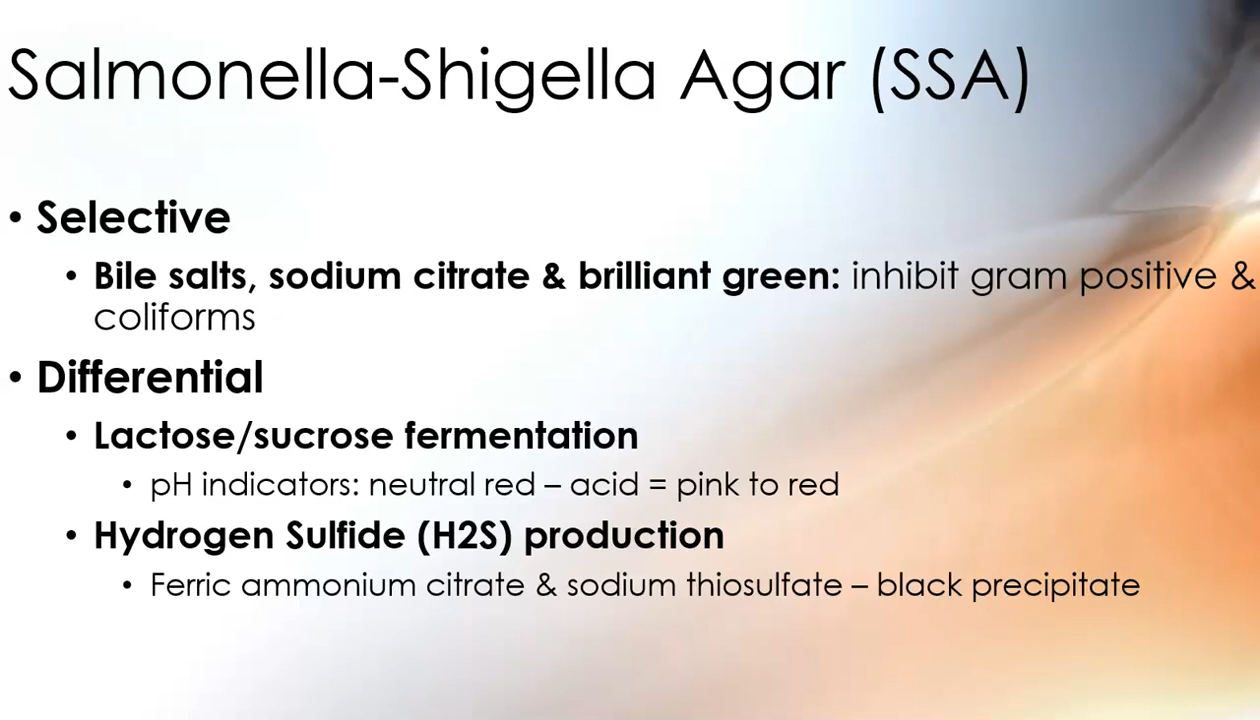 Salmonella-Shigella Agar (SSA)
• Selective
• Bile salts, sodium citrate & brilliant green: inhibit gram positive &
coliforms
• Differential
• Lactose/sucrose fermentation
• pH indicators: neutral red – acid = pink to red
• Hydrogen Sulfide (H2S) production
• Ferric ammonium citrate & sodium thiosulfate – black precipitate